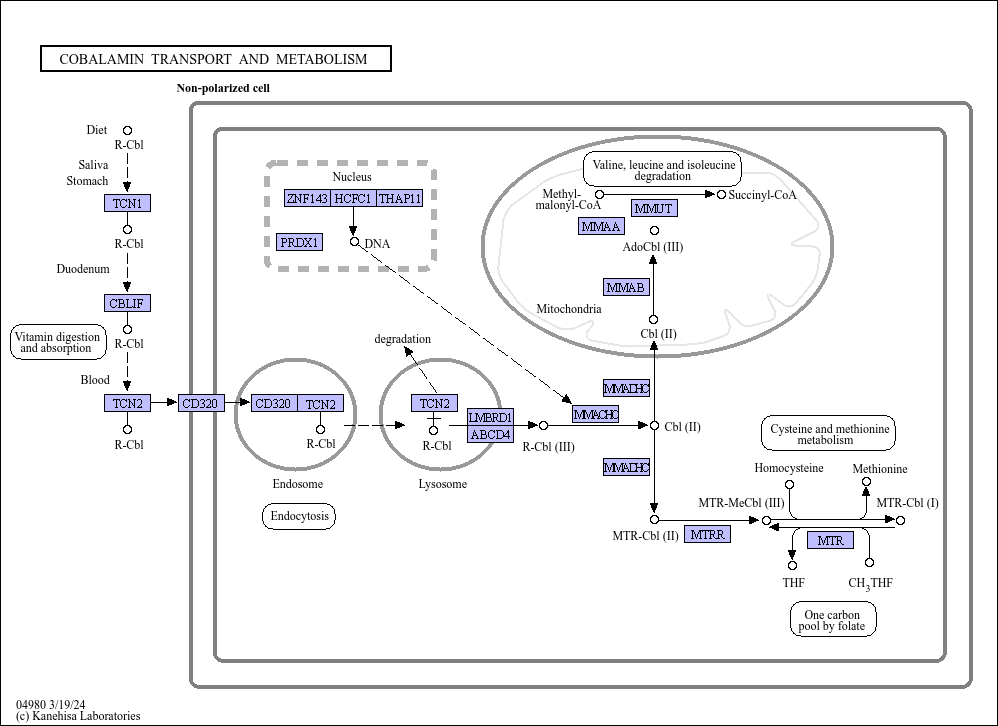 COBALAMIN TRANSPORT AND METABOLISM
Non-polarized cell
Diet
R-Cbl
Saliva
Stomach
TCN1
R-Cbl
Duodenum
CBLIF
Vitamin digestion
and absorption
R-Cbl
Blood
TCN2
R-Cbl
CD320
Nucleus
ZNF143
HCFC1
THAP11
PRDX1
DNA
Valine, leucine and isoleucine
degradation
Methyl-
malonyl-CoA
Succinyl-CoA
MMUT
MMAA
AdoCbl (III)
MMAB
Mitochondria
Cbl (II)
CD320
TCN2
R-Cbl
Endosome
Endocytosis
degradation
TCN2
R-Cbl
Lysosome
LMBRD1
ABCD4
R-Cbl (III)
MMACHC
MMADHC
Cbl (II)
MMADHC
MTR-Cbl (II)
MTRR
Cysteine and methionine
metabolism
Homocysteine
Methionine
MTR-MeCbl (III)
MTR-Cbl (I)
MTR
THF
CH3THF
One carbon
pool by folate
04980 3/19/24
(c) Kanehisa Laboratories